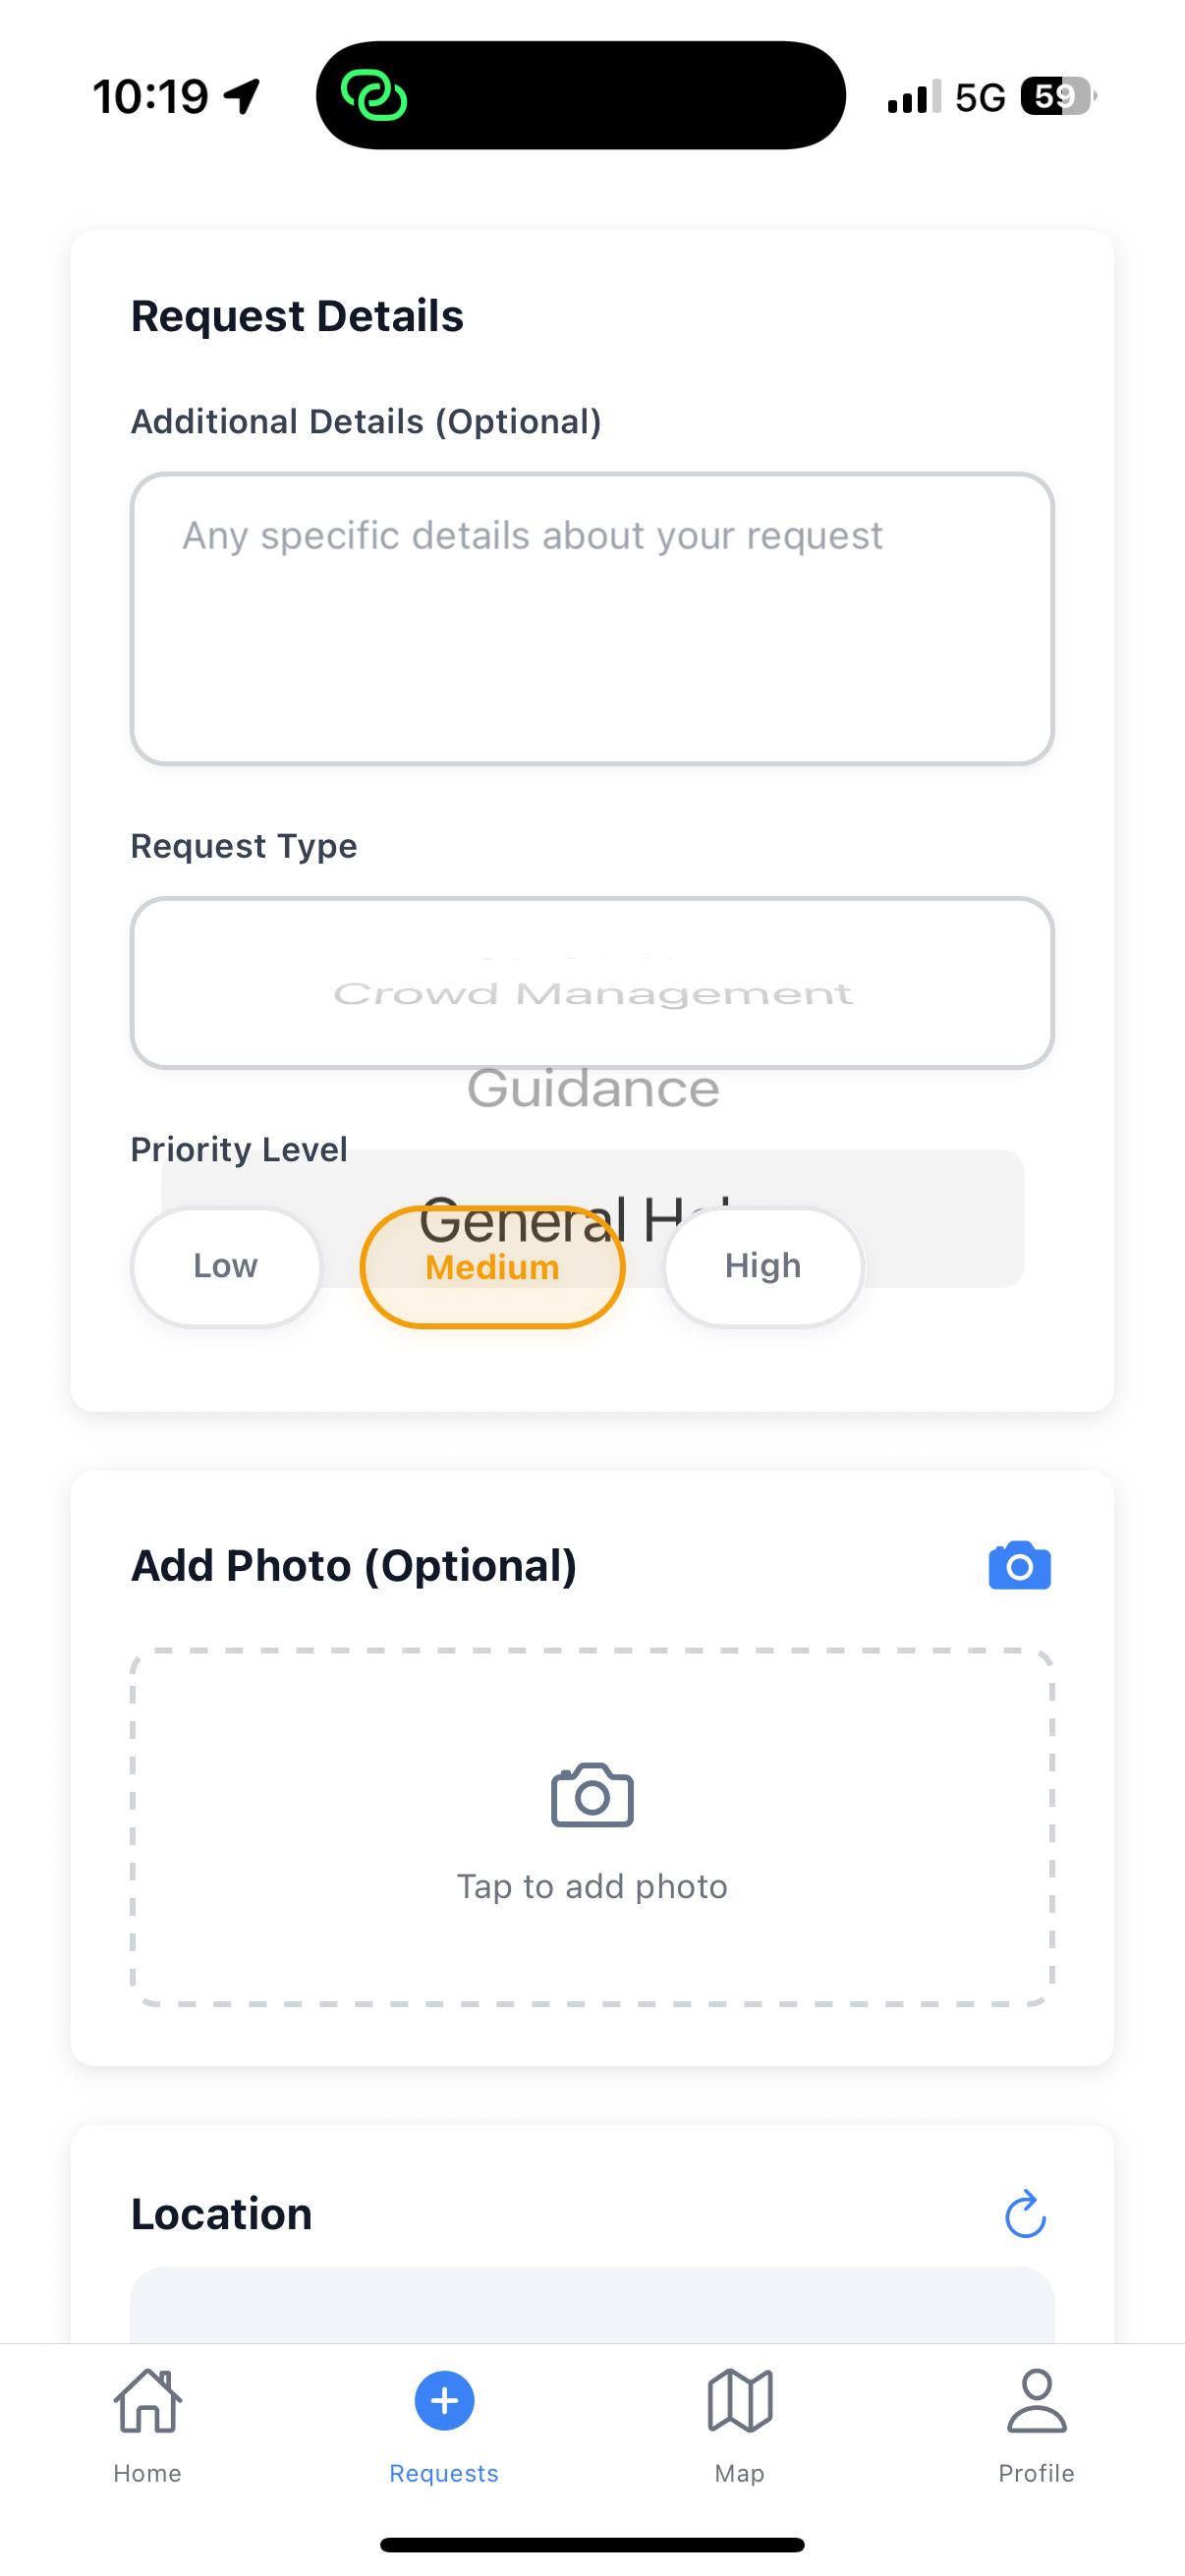 10:19 5G 59
Request Details
Additional Details (Optional)
Any specific details about your request
Request Type
Crowd Management
Guidance
Priority Level
General
Low Medium High
Add Photo (Optional)
Tap to add photo
Location
Home Requests Map Profile